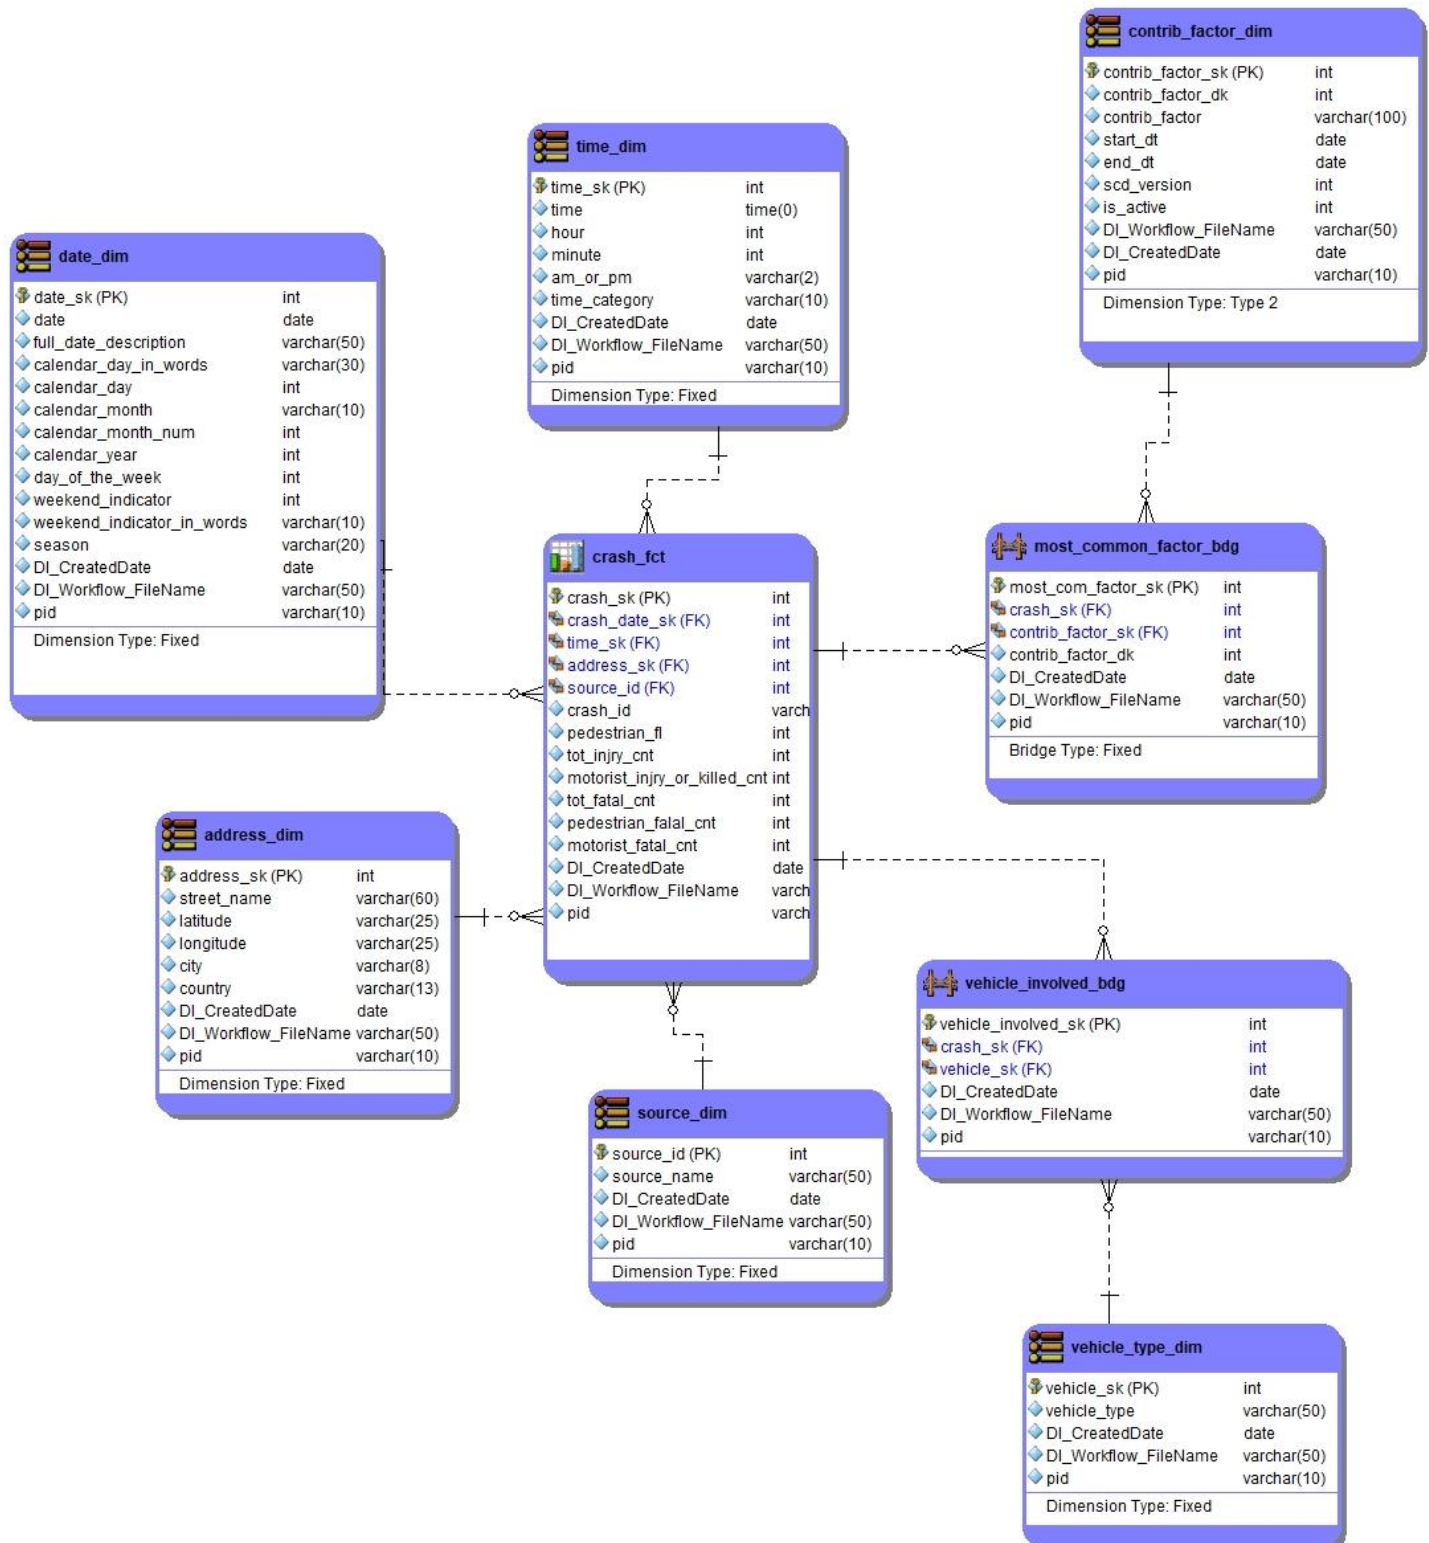 contrib_factor_dim
contrib_factor_sk (PK) int
contrib_factor_dk int
contrib_factor varchar(100)
start_dt date
end_dt date
scd_version int
is_active int
DI_Workflow_FileName varchar(50)
DI_CreatedDate date
pid varchar(10)
Dimension Type: Type 2
time_dim
time_sk (PK) int
time time(0)
hour int
minute int
am_or_pm varchar(2)
time_category varchar(10)
DI_CreatedDate date
DI_Workflow_FileName varchar(50)
pid varchar(10)
Dimension Type: Fixed
date_dim
date_sk (PK) int
date date
full_date_description varchar(50)
calendar_day_in_words varchar(30)
calendar_day int
calendar_month varchar(10)
calendar_month_num int
calendar_year int
day_of_the_week int
weekend_indicator int
weekend_indicator_in_words varchar(10)
season varchar(20)
DI_CreatedDate date
DI_Workflow_FileName varchar(50)
pid varchar(10)
Dimension Type: Fixed
crash_fct
crash_sk (PK) int
crash_date_sk (FK) int
time_sk (FK) int
address_sk (FK) int
source_id (FK) int
crash_id varch
pedestrian_fl int
tot_injry_cnt int
motorist_injry_or_killed_cnt int
tot_fatal_cnt int
pedestrian_falal_cnt int
motorist_fatal_cnt int
DI_CreatedDate date
DI_Workflow_FileName varch
pid varch
most_common_factor_bdg
most_com_factor_sk (PK) int
crash_sk (FK) int
contrib_factor_sk (FK) int
contrib_factor_dk int
DI_CreatedDate date
DI_Workflow_FileName varchar(50)
pid varchar(10)
Bridge Type: Fixed
address_dim
address_sk (PK) int
street_name varchar(60)
latitude varchar(25)
longitude varchar(25)
city varchar(8)
country varchar(13)
DI_CreatedDate date
DI_Workflow_FileName varchar(50)
pid varchar(10)
Dimension Type: Fixed
vehicle_involved_bdg
vehicle_involved_sk (PK) int
crash_sk (FK) int
vehicle_sk (FK) int
DI_CreatedDate date
DI_Workflow_FileName varchar(50)
pid varchar(10)
source_dim
source_id (PK) int
source_name varchar(50)
DI_CreatedDate date
DI_Workflow_FileName varchar(50)
pid varchar(10)
Dimension Type: Fixed
vehicle_type_dim
vehicle_sk (PK) int
vehicle_type varchar(50)
DI_CreatedDate date
DI_Workflow_FileName varchar(50)
pid varchar(10)
Dimension Type: Fixed